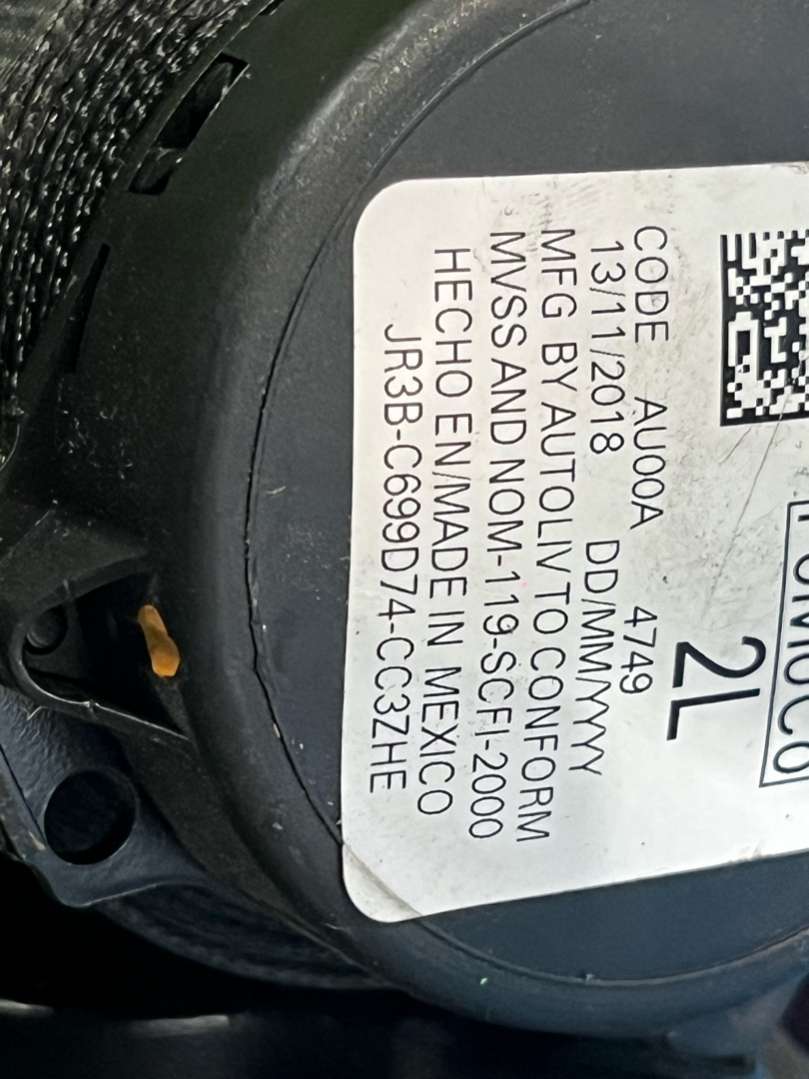 2L
CODE AU00A 4749
13/11/2018 DD/MM/YYYY
MFG BY AUTOLIV TO CONFORM
MVSS AND NOM-119-SCFI-2000
HECHO EN/MADE IN MEXICO
JR3B-C699D74-CC3ZHE